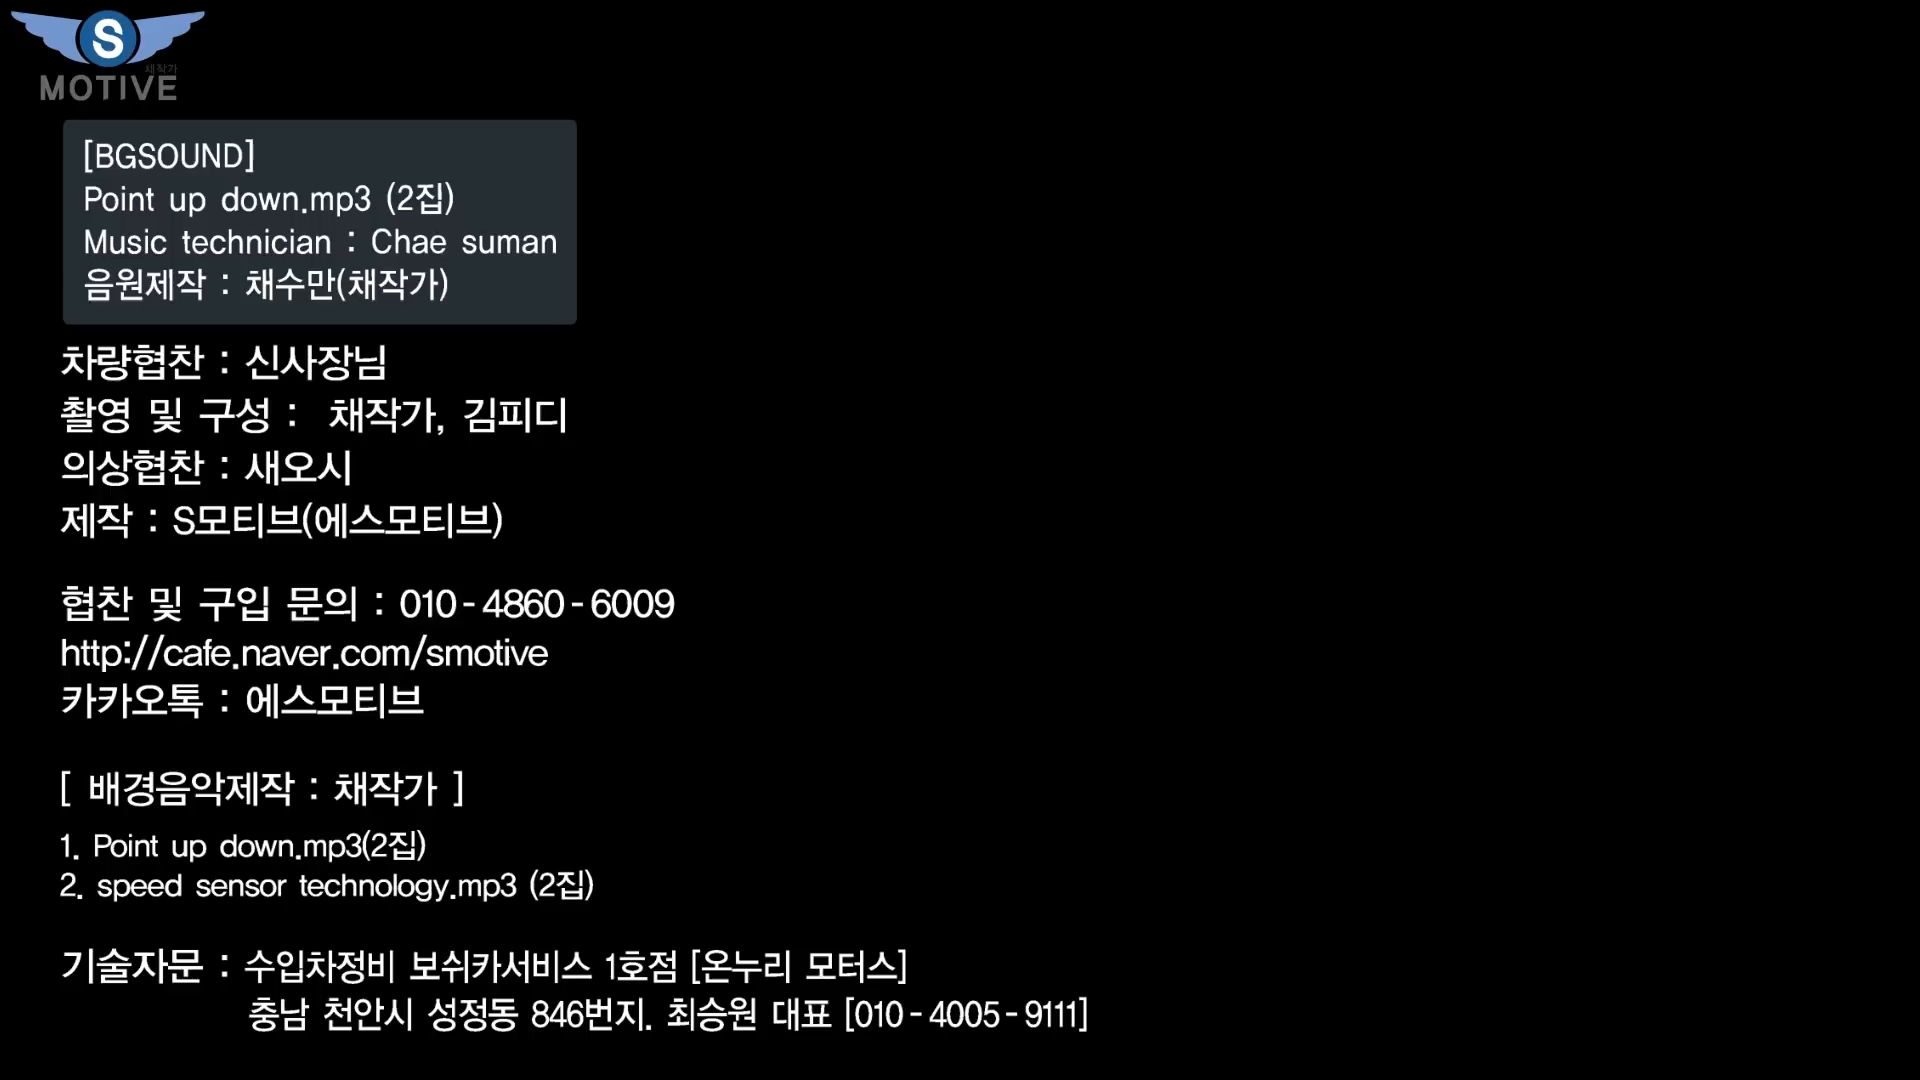 S
채작가
MOTIVE
[BGSOUND]
Point up down.mp3 (2집)
Music technician : Chae suman
음원제작 : 채수만(채작가)
차량협찬 : 신사장님
촬영 및 구성 : 채작가, 김피디
의상협찬 : 새오시
제작 : S모티브(에스모티브)
협찬 및 구입 문의 : 010-4860-6009
http://cafe.naver.com/smotive
카카오톡 : 에스모티브
[ 배경음악제작 : 채작가 ]
1. Point up down.mp3(2집)
2. speed sensor technology.mp3 (2집)
기술자문 : 수입차정비 보쉬카서비스 1호점 [온누리 모터스]
충남 천안시 성정동 846번지. 최승원 대표 [010-4005-9111]